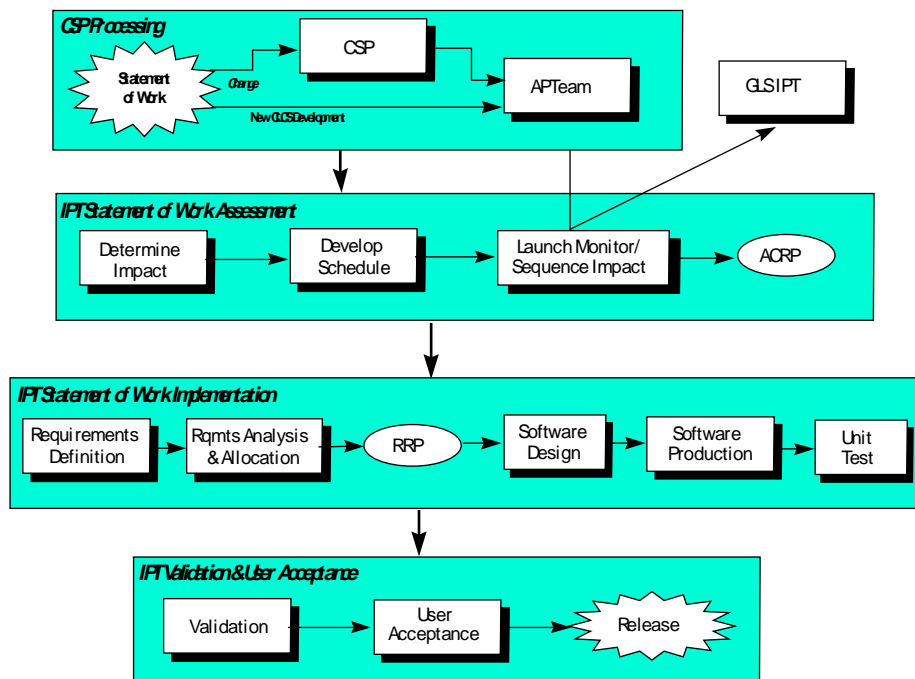 CSP Processing
Statement
of Work
Change
CSP
New CLCS Development
AP Team
GLS IPT
IPT Statement of Work Assessment
Determine
Impact
Develop
Schedule
Launch Monitor/
Sequence Impact
ACRP
IPT Statement of Work Implementation
Requirements
Definition
Rqmts Analysis
& Allocation
RRP
Software
Design
Software
Production
Unit
Test
IPT Validation & User Acceptance
Validation
User
Acceptance
Release